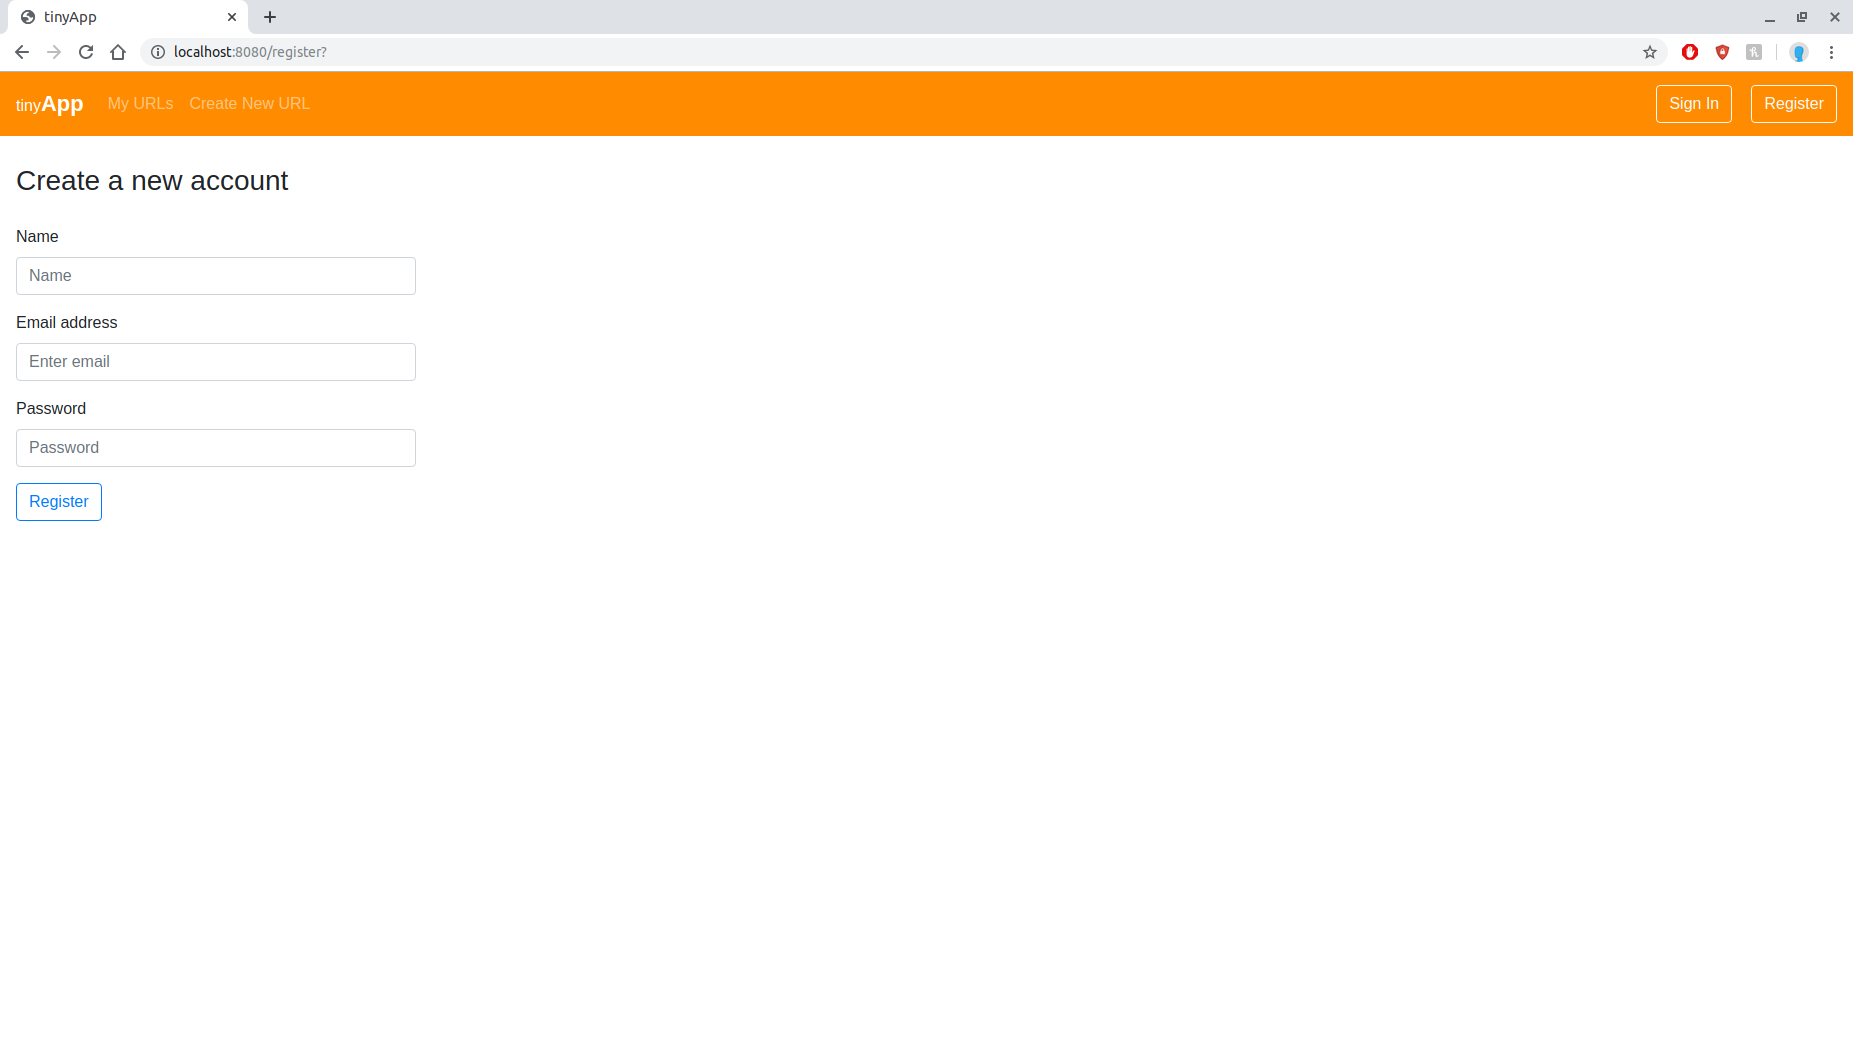 tinyApp
localhost:8080/register?
tinyApp My URLs Create New URL Sign In Register
Create a new account
Name
Name
Email address
Enter email
Password
Password
Register